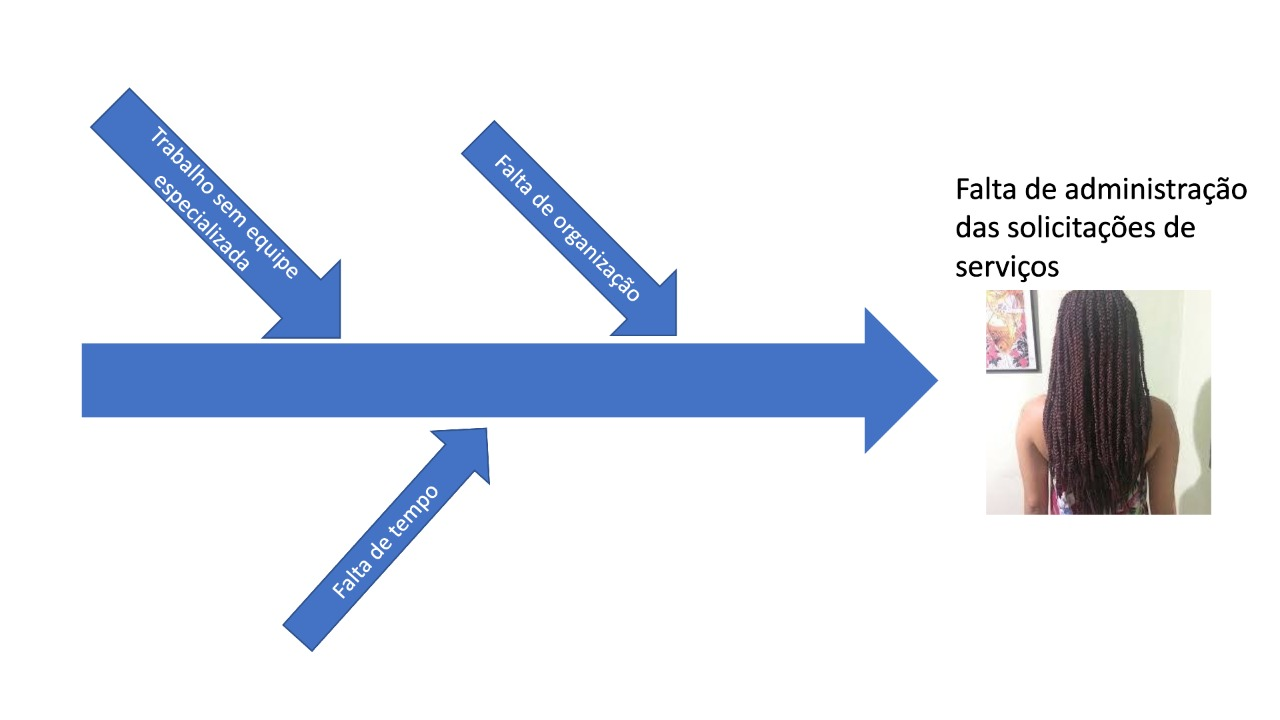 Trabalho sem equipe
especializada
Falta de organização
Falta de administração
das solicitações de
serviços
Falta de tempo